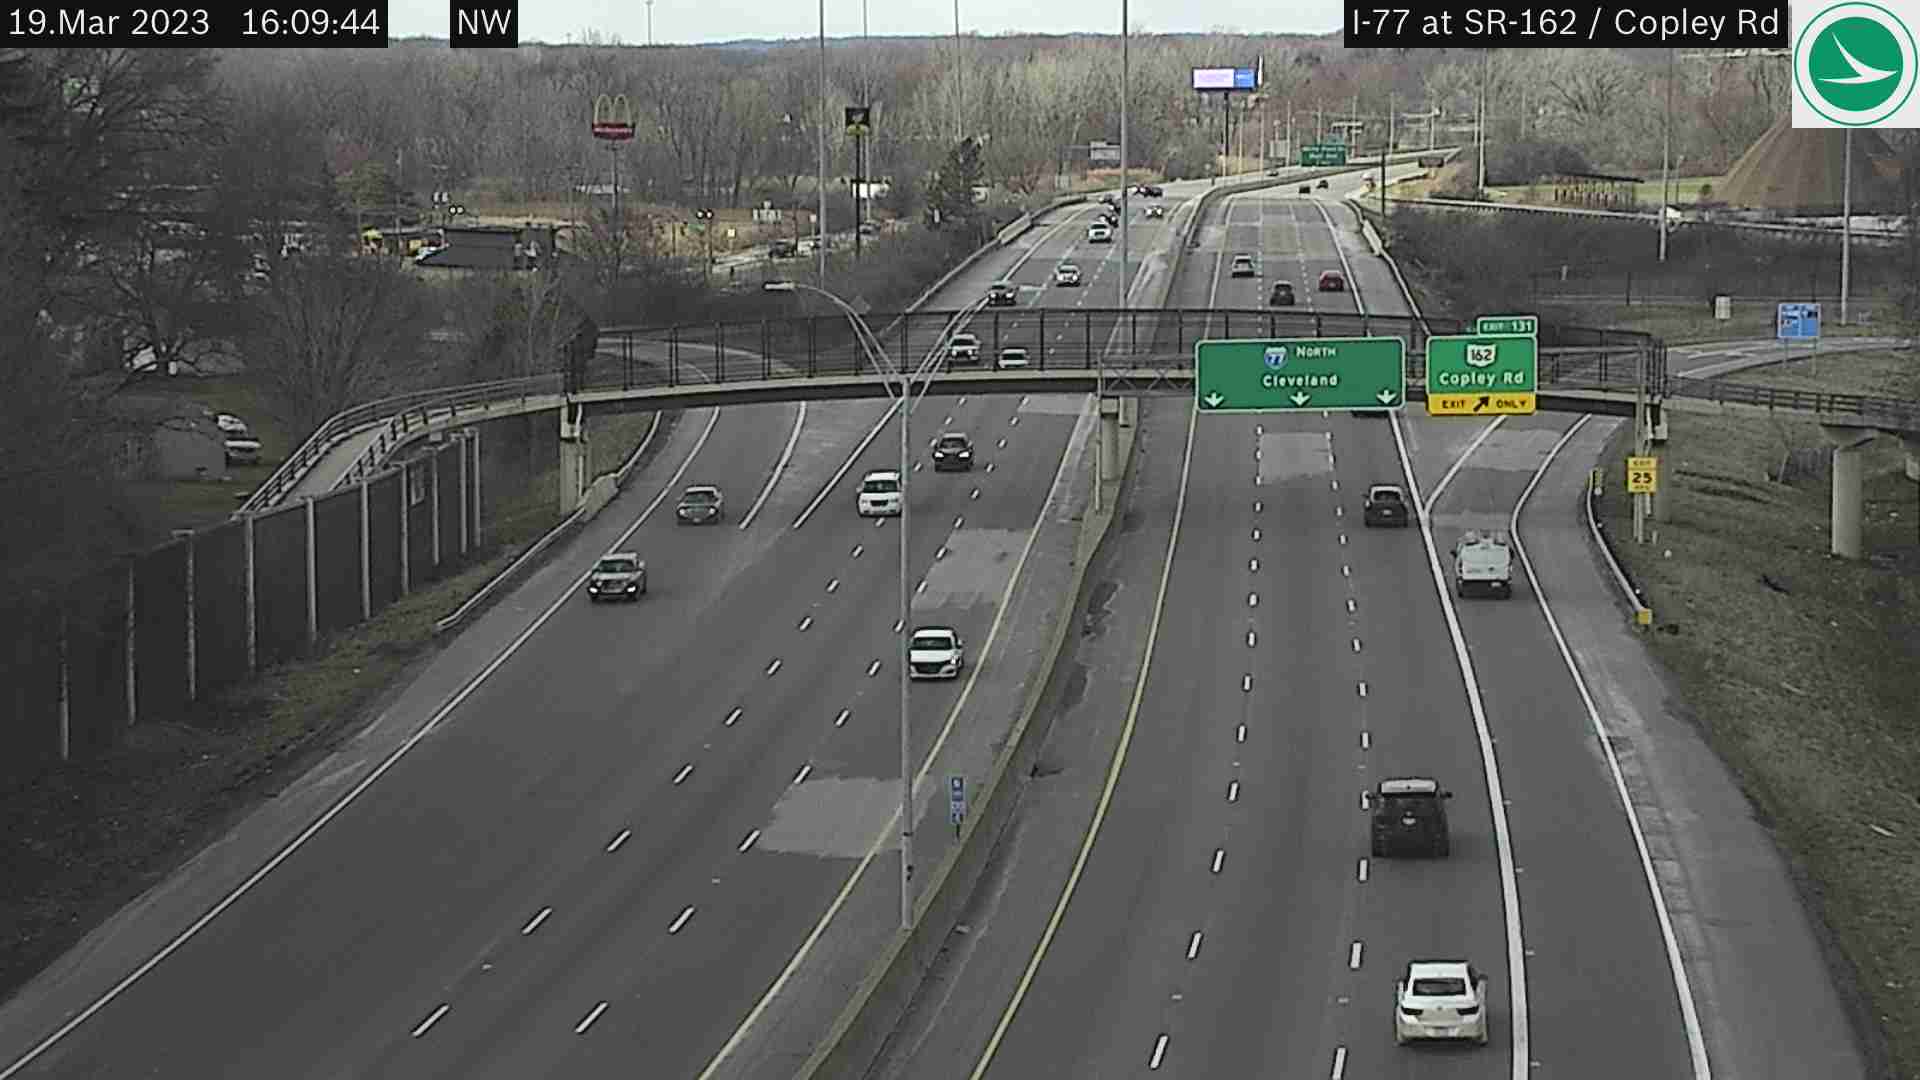 19.Mar 2023 16:09:44
NW
I-77 at SR-162 / Copley Rd
McDonald's
77 NORTH
Cleveland
EXIT 131
162
Copley Rd
EXIT ONLY
EXIT
25